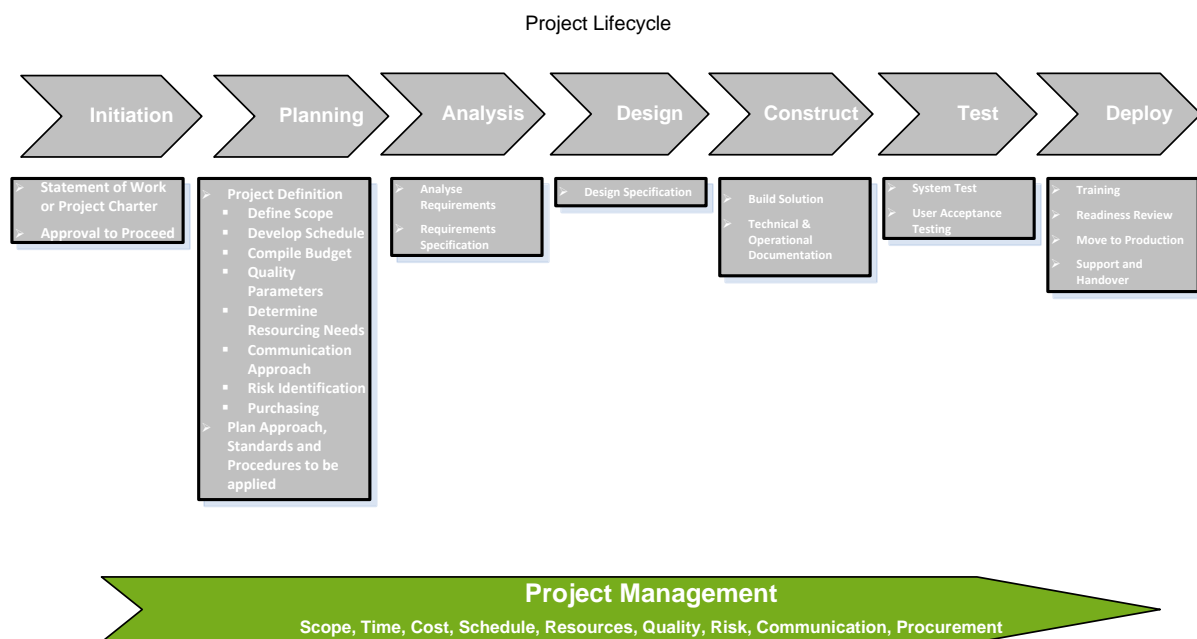 Project Lifecycle
Initiation
Planning
Analysis
Design
Construct
Test
Deploy
Statement of Work
or Project Charter
Approval to Proceed
Project Definition
Define Scope
Develop Schedule
Compile Budget
Quality
Parameters
Determine
Resourcing Needs
Communication
Approach
Risk Identification
Purchasing
Plan Approach,
Standards and
Procedures to be
applied
Analyse
Requirements
Requirements
Specification
Design Specification
Build Solution
Technical &
Operational
Documentation
System Test
User Acceptance
Testing
Training
Readiness Review
Move to Production
Support and
Handover
Project Management
Scope, Time, Cost, Schedule, Resources, Quality, Risk, Communication, Procurement